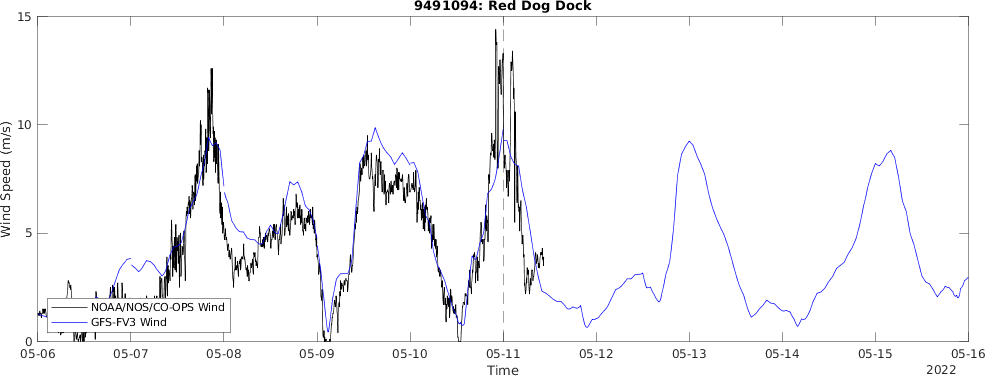 9491094: Red Dog Dock
Wind Speed (m/s)
15
10
5
0
NOAA/NOS/CO-OPS Wind
GFS-FV3 Wind
05-06 05-07 05-08 05-09 05-10 05-11 05-12 05-13 05-14 05-15 05-16
Time
2022